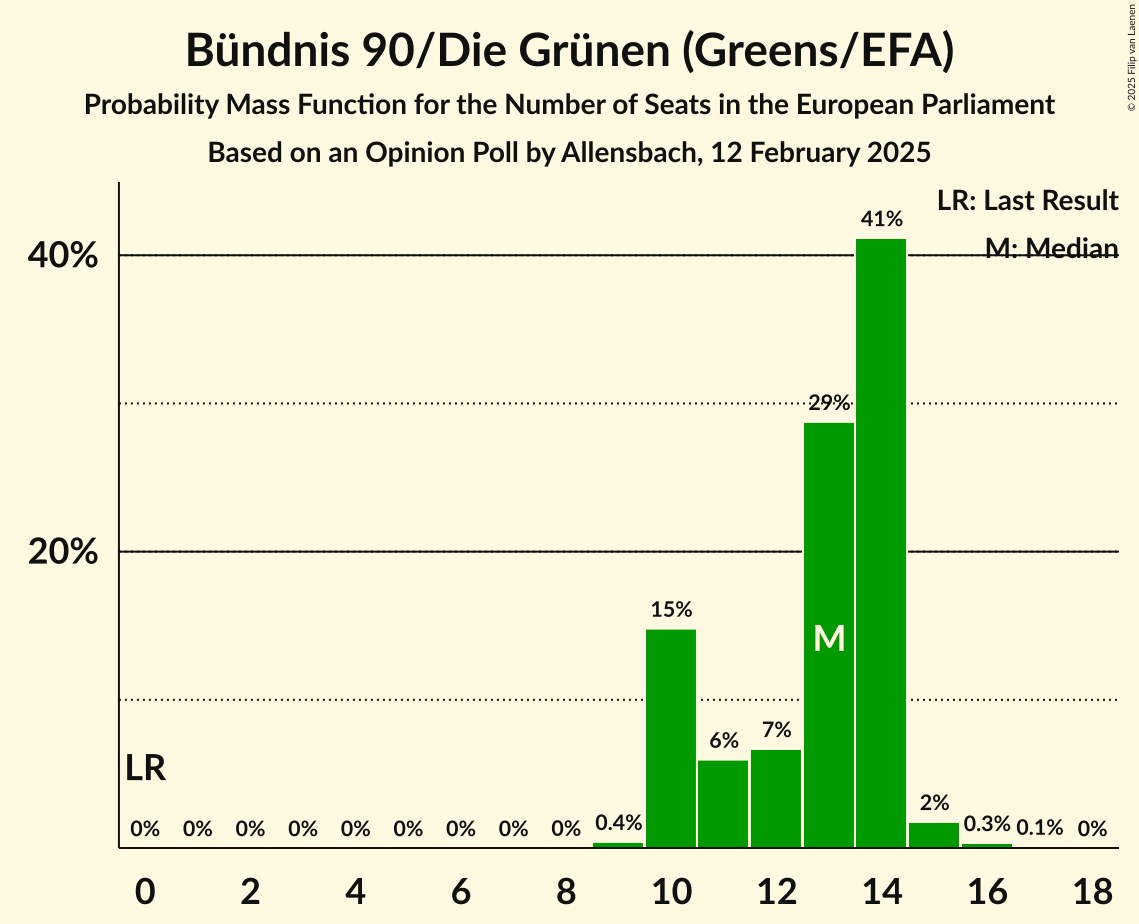 Bündnis 90/Die Grünen (Greens/EFA)
Probability Mass Function for the Number of Seats in the European Parliament
Based on an Opinion Poll by Allensbach, 12 February 2025
© 2025 Filip van Laenen
LR: Last Result
M: Median
40%
20%
41%
29%
15%
7%
6%
2%
0% 0% 0% 0% 0% 0% 0% 0% 0% 0.4% 0.3% 0.1% 0%
LR
M
0 2 4 6 8 10 12 14 16 18